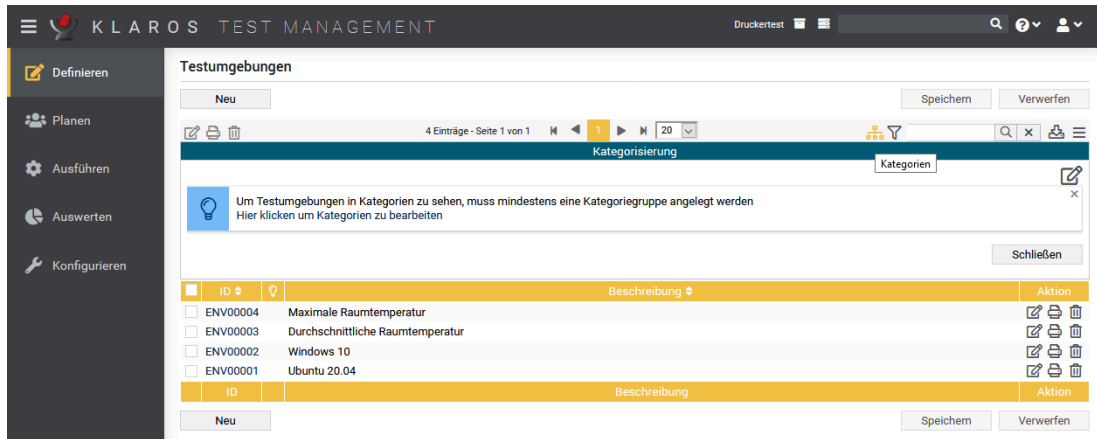 KLAROS TEST MANAGEMENT
Druckertest
Definieren
Planen
Ausführen
Auswerten
Konfigurieren
Testumgebungen
Neu
Speichern
Verwerfen
4 Einträge - Seite 1 von 1
1
20
Kategorisierung
Kategorien
Um Testumgebungen in Kategorien zu sehen, muss mindestens eine Kategoriegruppe angelegt werden
Hier klicken um Kategorien zu bearbeiten
Schließen
ID Beschreibung Aktion
ENV00004 Maximale Raumtemperatur
ENV00003 Durchschnittliche Raumtemperatur
ENV00002 Windows 10
ENV00001 Ubuntu 20.04
ID Beschreibung Aktion
Neu
Speichern
Verwerfen